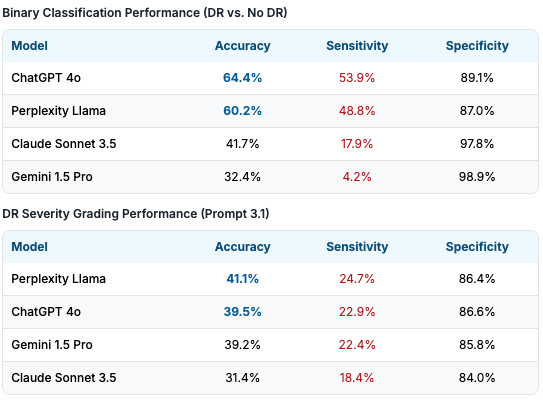 Binary Classification Performance (DR vs. No DR)
Model Accuracy Sensitivity Specificity
ChatGPT 4o 64.4% 53.9% 89.1%
Perplexity Llama 60.2% 48.8% 87.0%
Claude Sonnet 3.5 41.7% 17.9% 97.8%
Gemini 1.5 Pro 32.4% 4.2% 98.9%
DR Severity Grading Performance (Prompt 3.1)
Model Accuracy Sensitivity Specificity
Perplexity Llama 41.1% 24.7% 86.4%
ChatGPT 4o 39.5% 22.9% 86.6%
Gemini 1.5 Pro 39.2% 22.4% 85.8%
Claude Sonnet 3.5 31.4% 18.4% 84.0%